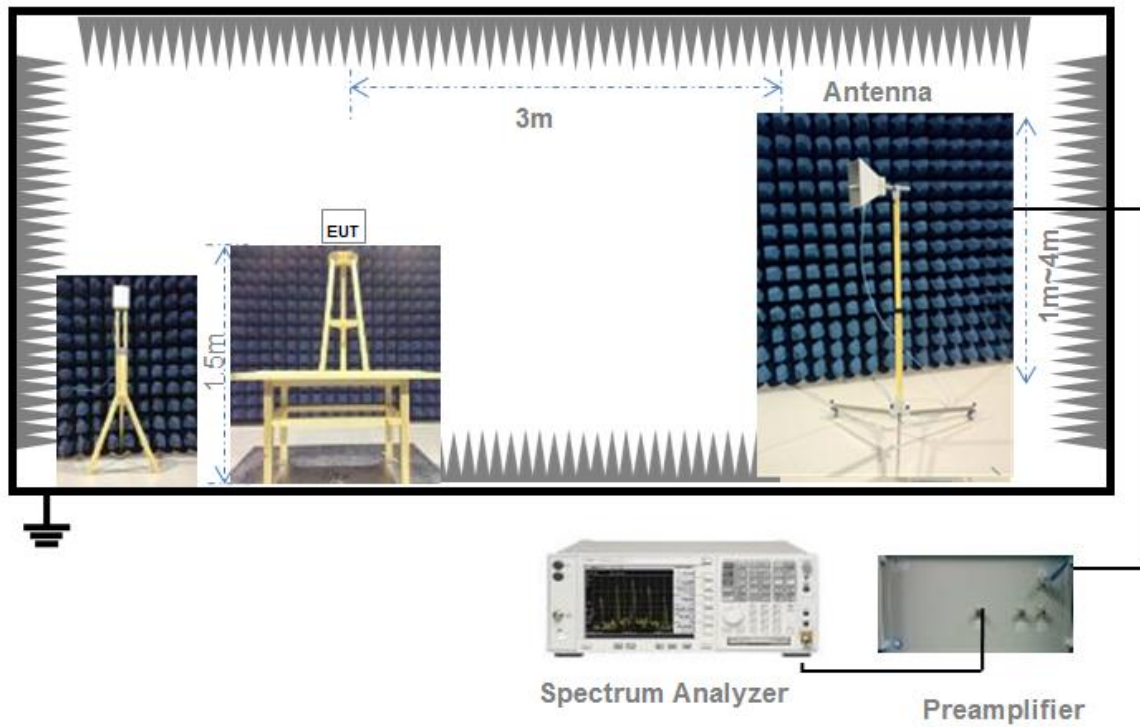 Antenna
3m
EUT
1.5m
1m~4m
Spectrum Analyzer
Preamplifier